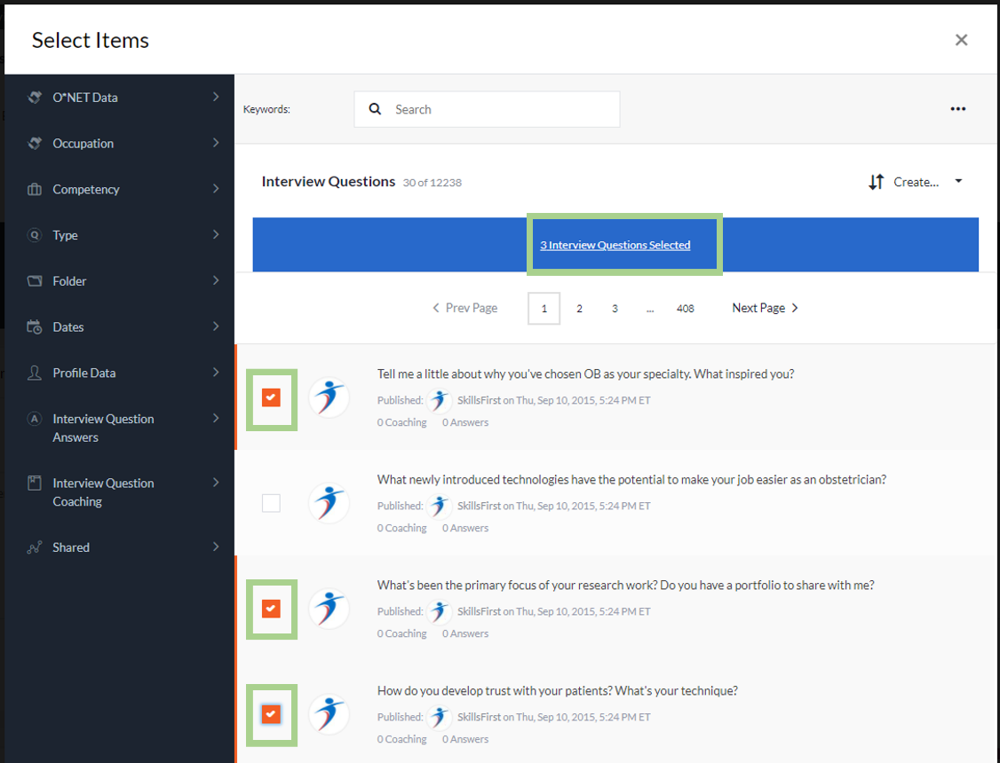 Select Items
O*NET Data
Occupation
Competency
Type
Folder
Dates
Profile Data
Interview Question
Answers
Interview Question
Coaching
Shared
Keywords:
Search
Interview Questions 30 of 12238
Create...
3 Interview Questions Selected
Prev Page 1 2 3 ... 408 Next Page
Tell me a little about why you've chosen OB as your specialty. What inspired you?
Published: SkillsFirst on Thu, Sep 10, 2015, 5:24 PM ET
0 Coaching 0 Answers
What newly introduced technologies have the potential to make your job easier as an obstetrician?
Published: SkillsFirst on Thu, Sep 10, 2015, 5:24 PM ET
0 Coaching 0 Answers
What's been the primary focus of your research work? Do you have a portfolio to share with me?
Published: SkillsFirst on Thu, Sep 10, 2015, 5:24 PM ET
0 Coaching 0 Answers
How do you develop trust with your patients? What's your technique?
Published: SkillsFirst on Thu, Sep 10, 2015, 5:24 PM ET
0 Coaching 0 Answers